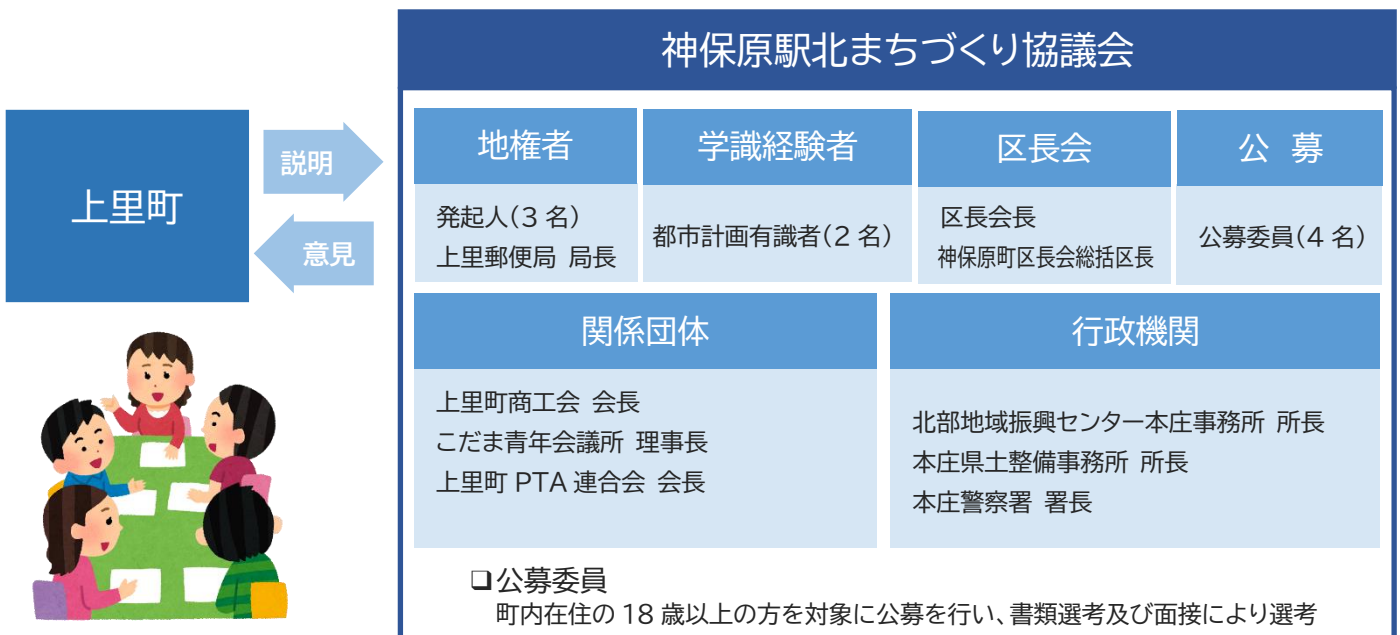 神保原駅北まちづくり協議会
上里町
説明
意見
地権者
発起人(3名)
上里郵便局 局長
学識経験者
都市計画有識者(2名)
区長会
区長会長
神保原町区長会総括区長
公 募
公募委員(4名)
関係団体
上里町商工会 会長
こだま青年会議所 理事長
上里町 PTA 連合会 会長
行政機関
北部地域振興センター本庄事務所 所長
本庄県土整備事務所 所長
本庄警察署 署長
❑公募委員
町内在住の 18 歳以上の方を対象に公募を行い、書類選考及び面接により選考